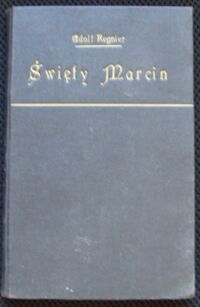 Adolf Regnier
Święty Marcin